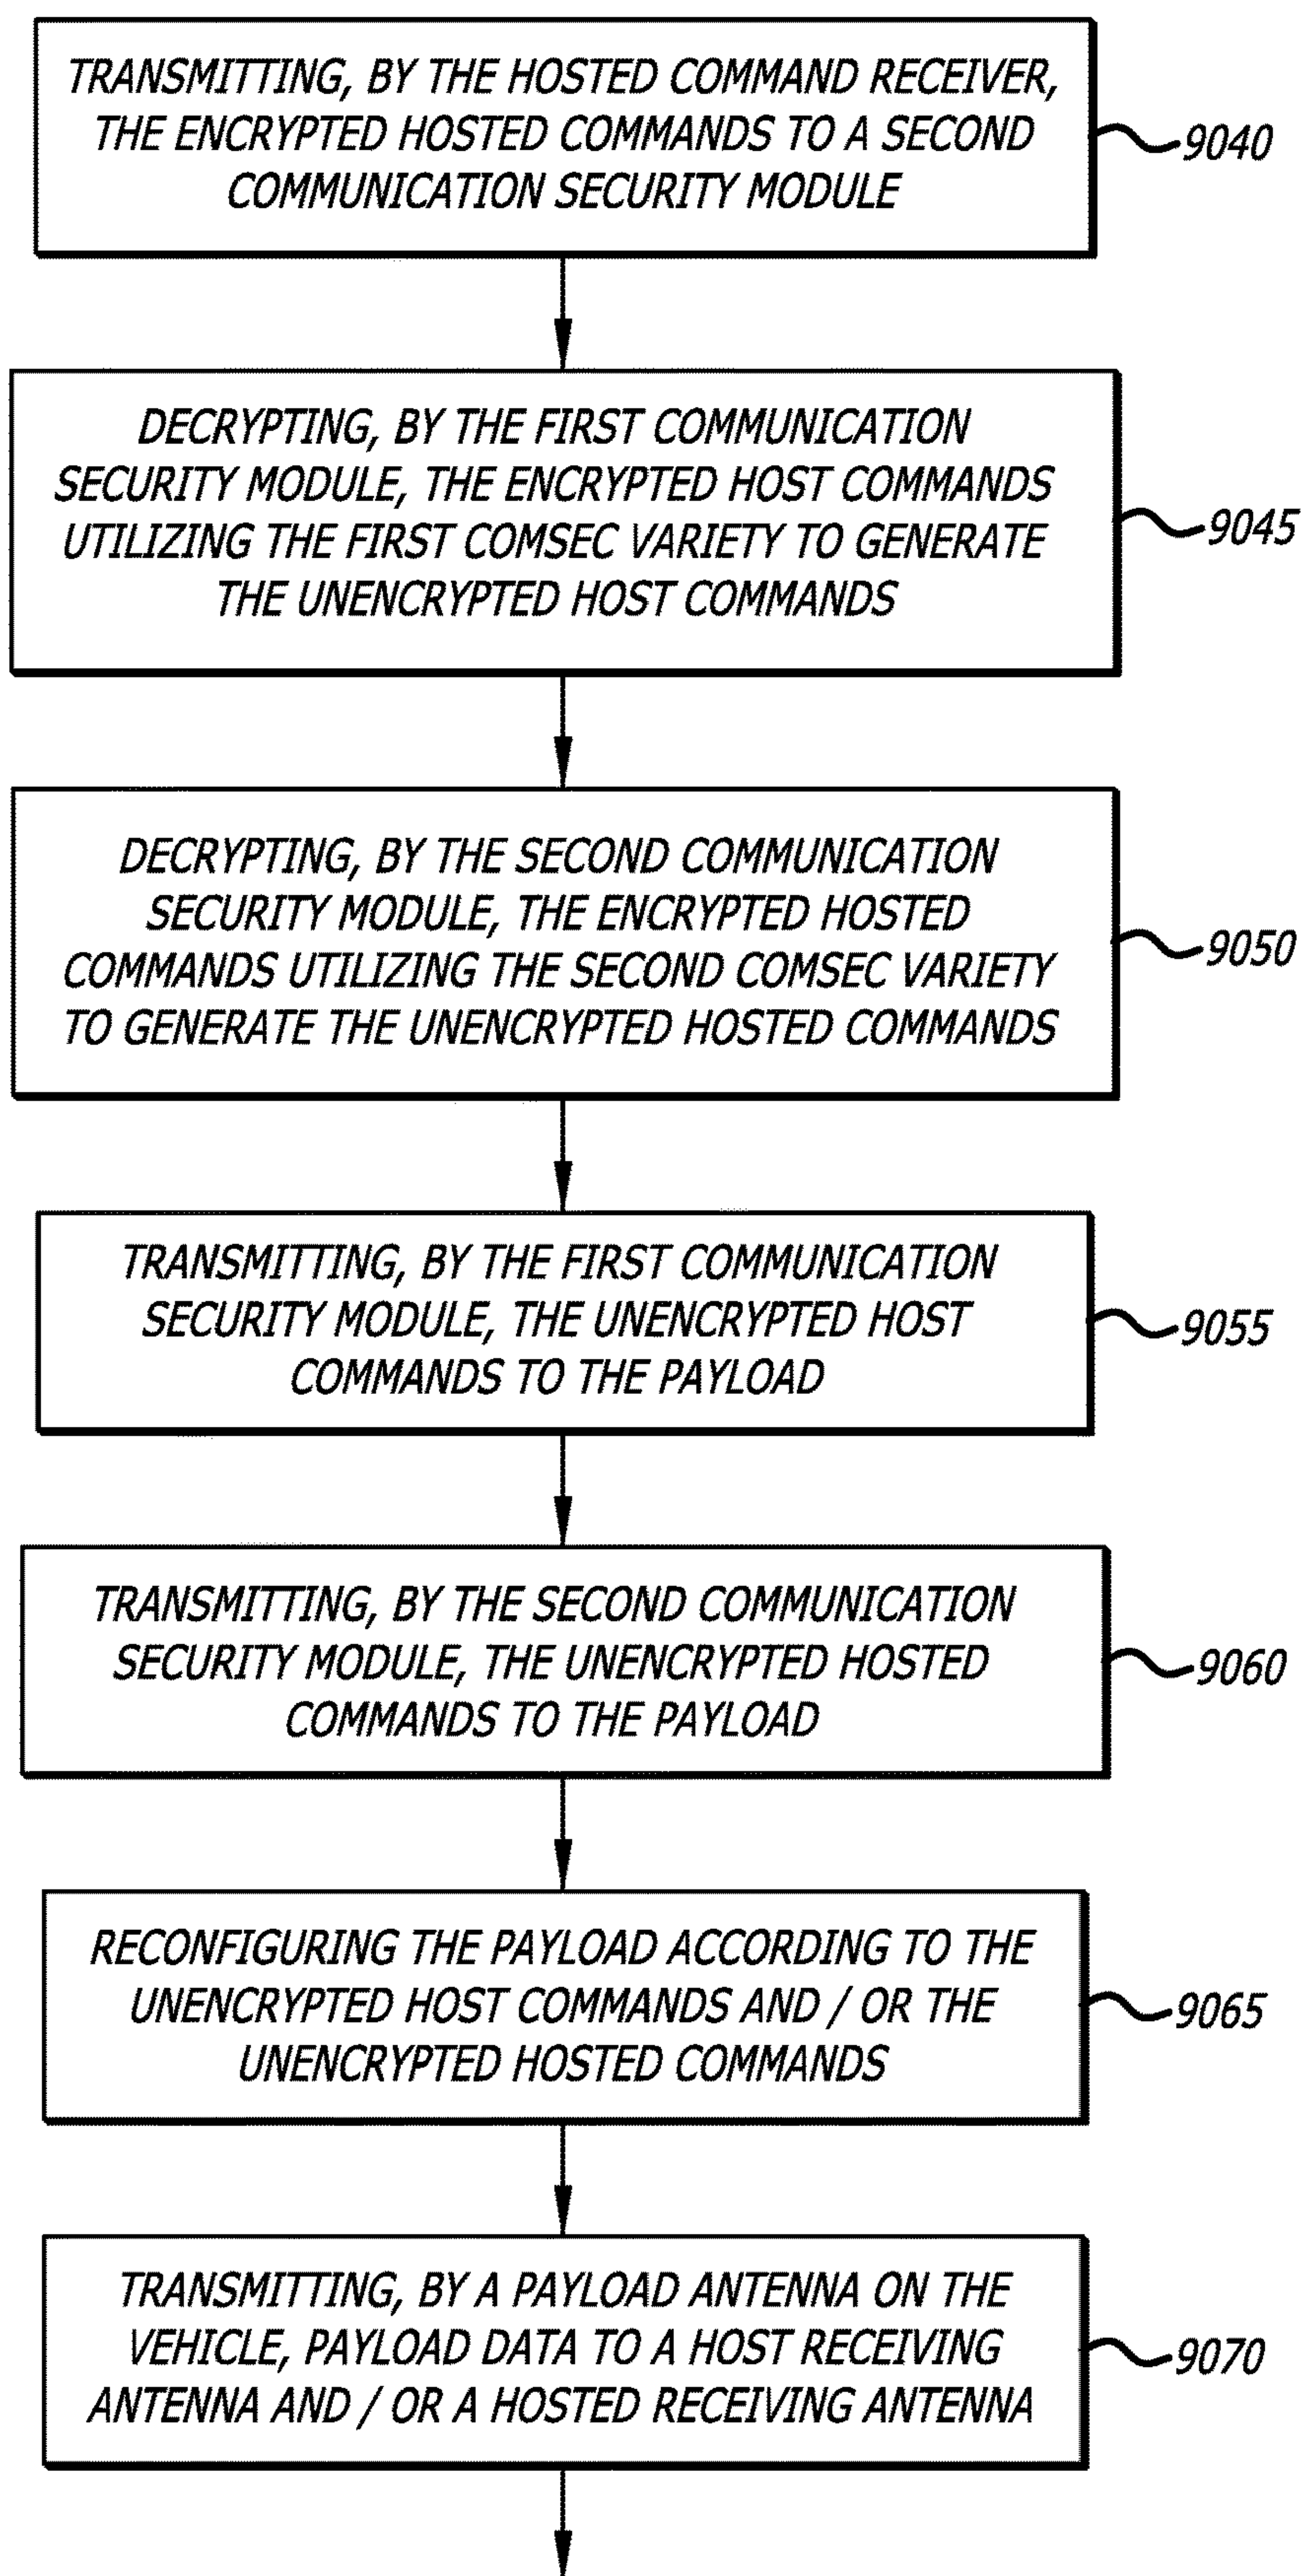 TRANSMITTING, BY THE HOSTED COMMAND RECEIVER,
THE ENCRYPTED HOSTED COMMANDS TO A SECOND
COMMUNICATION SECURITY MODULE
9040
DECRYPTING, BY THE FIRST COMMUNICATION
SECURITY MODULE, THE ENCRYPTED HOST COMMANDS
UTILIZING THE FIRST COMSEC VARIETY TO GENERATE
THE UNENCRYPTED HOST COMMANDS
9045
DECRYPTING, BY THE SECOND COMMUNICATION
SECURITY MODULE, THE ENCRYPTED HOSTED
COMMANDS UTILIZING THE SECOND COMSEC VARIETY
TO GENERATE THE UNENCRYPTED HOSTED COMMANDS
9050
TRANSMITTING, BY THE FIRST COMMUNICATION
SECURITY MODULE, THE UNENCRYPTED HOST
COMMANDS TO THE PAYLOAD
9055
TRANSMITTING, BY THE SECOND COMMUNICATION
SECURITY MODULE, THE UNENCRYPTED HOSTED
COMMANDS TO THE PAYLOAD
9060
RECONFIGURING THE PAYLOAD ACCORDING TO THE
UNENCRYPTED HOST COMMANDS AND / OR THE
UNENCRYPTED HOSTED COMMANDS
9065
TRANSMITTING, BY A PAYLOAD ANTENNA ON THE
VEHICLE, PAYLOAD DATA TO A HOST RECEIVING
ANTENNA AND / OR A HOSTED RECEIVING ANTENNA
9070